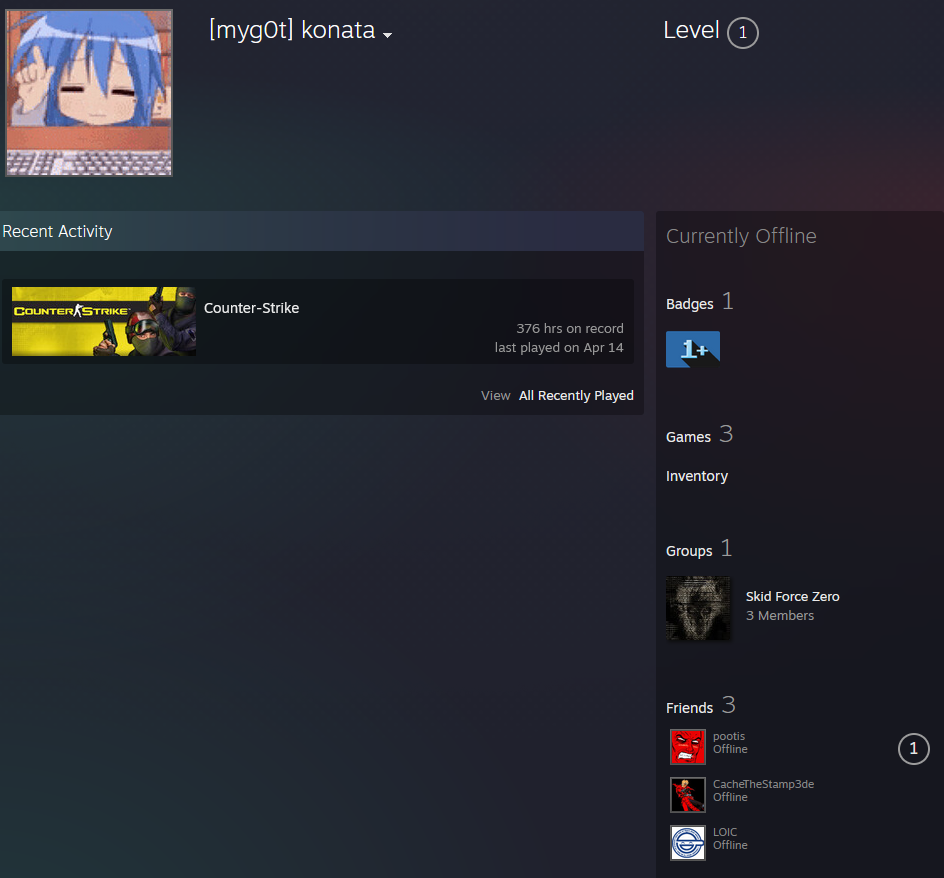 [myg0t] konata
Level 1
Recent Activity
COUNTER STRIKE
Counter-Strike
376 hrs on record
last played on Apr 14
View All Recently Played
Currently Offline
Badges 1
1+
Games 3
Inventory
Groups 1
Skid Force Zero
3 Members
Friends 3
pootis
Offline
1
CacheTheStamp3de
Offline
LOIC
Offline